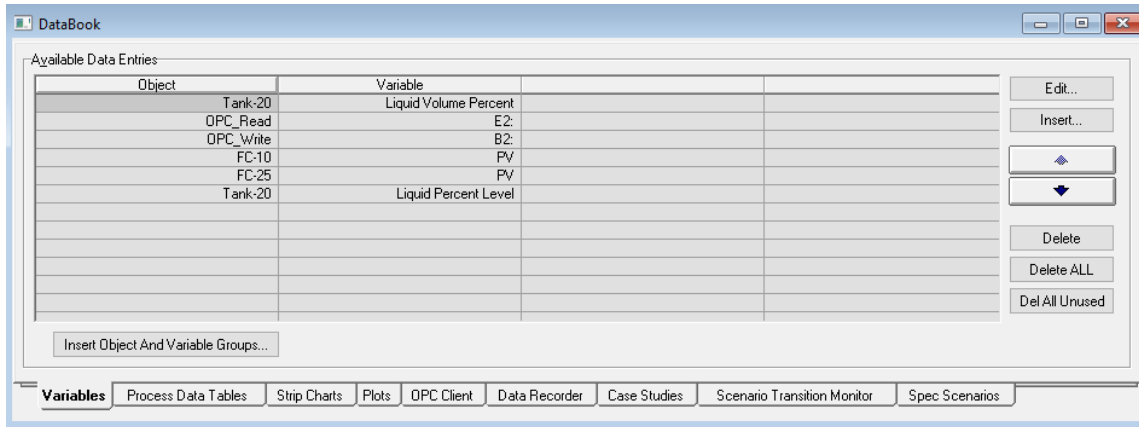 DataBook
Available Data Entries
Object Variable
Tank-20 Liquid Volume Percent
OPC_Read E2:
OPC_Write B2:
FC-10 PV
FC-25 PV
Tank-20 Liquid Percent Level
Edit...
Insert...
Delete
Delete ALL
Del All Unused
Insert Object And Variable Groups...
Variables Process Data Tables Strip Charts Plots OPC Client Data Recorder Case Studies Scenario Transition Monitor Spec Scenarios